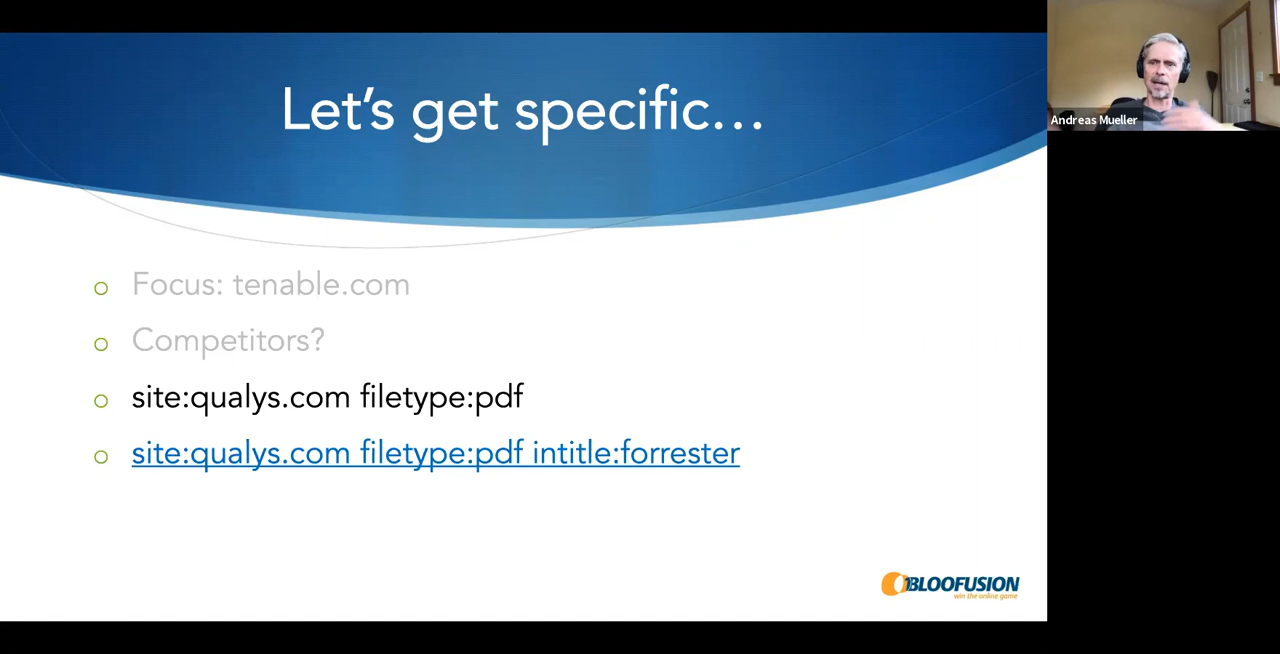 Let's get specific...
Andreas Mueller
Focus: tenable.com
Competitors?
site:qualys.com filetype:pdf
site:qualys.com filetype:pdf intitle:forrester
BLOOFUSION
win the online game